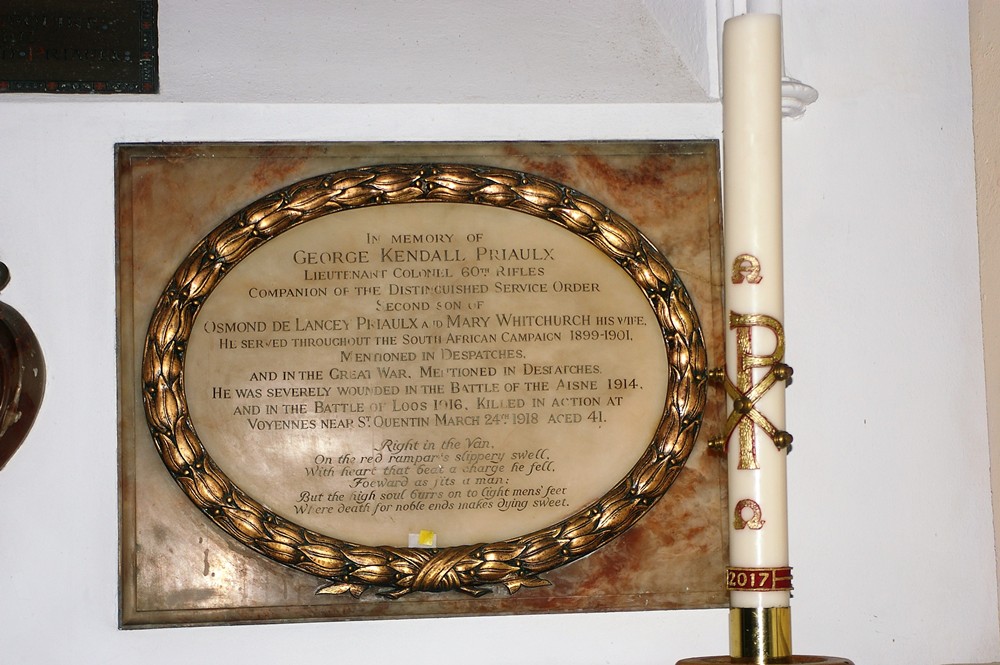 In memory of
George Kendall Priaulx
Lieutenant Colonel 60th Rifles
Companion of the Distinguished Service Order
Second son of
Osmond de Lancey Priaulx and Mary Whitchurch his wife.
He served throughout the South African Campaign 1899-1901,
Mentioned in Despatches,
and in the Great War, Mentioned in Despatches.
He was severely wounded in the Battle of the Aisne 1914,
and in the Battle of Loos 1916, Killed in action at
Voyennes near St Quentin March 24th 1918 aged 41.
Right in the Van,
On the red rampart's slippery swell,
With heart that beat a charge he fell,
Foeward as fits a man:
But the high soul burns on to light mens' feet
Where death for noble ends makes dying sweet.
Α
Ω
2017